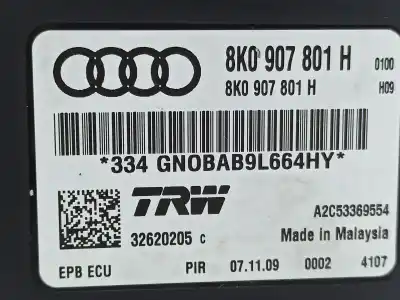 8K0 907 801 H 0100
8K0 907 801 H H09
*334 GNOBAB9L664HY*
TRW
32620205 c
A2C53369554
Made in Malaysia
EPB ECU PIR 07.11.09 0002 4107